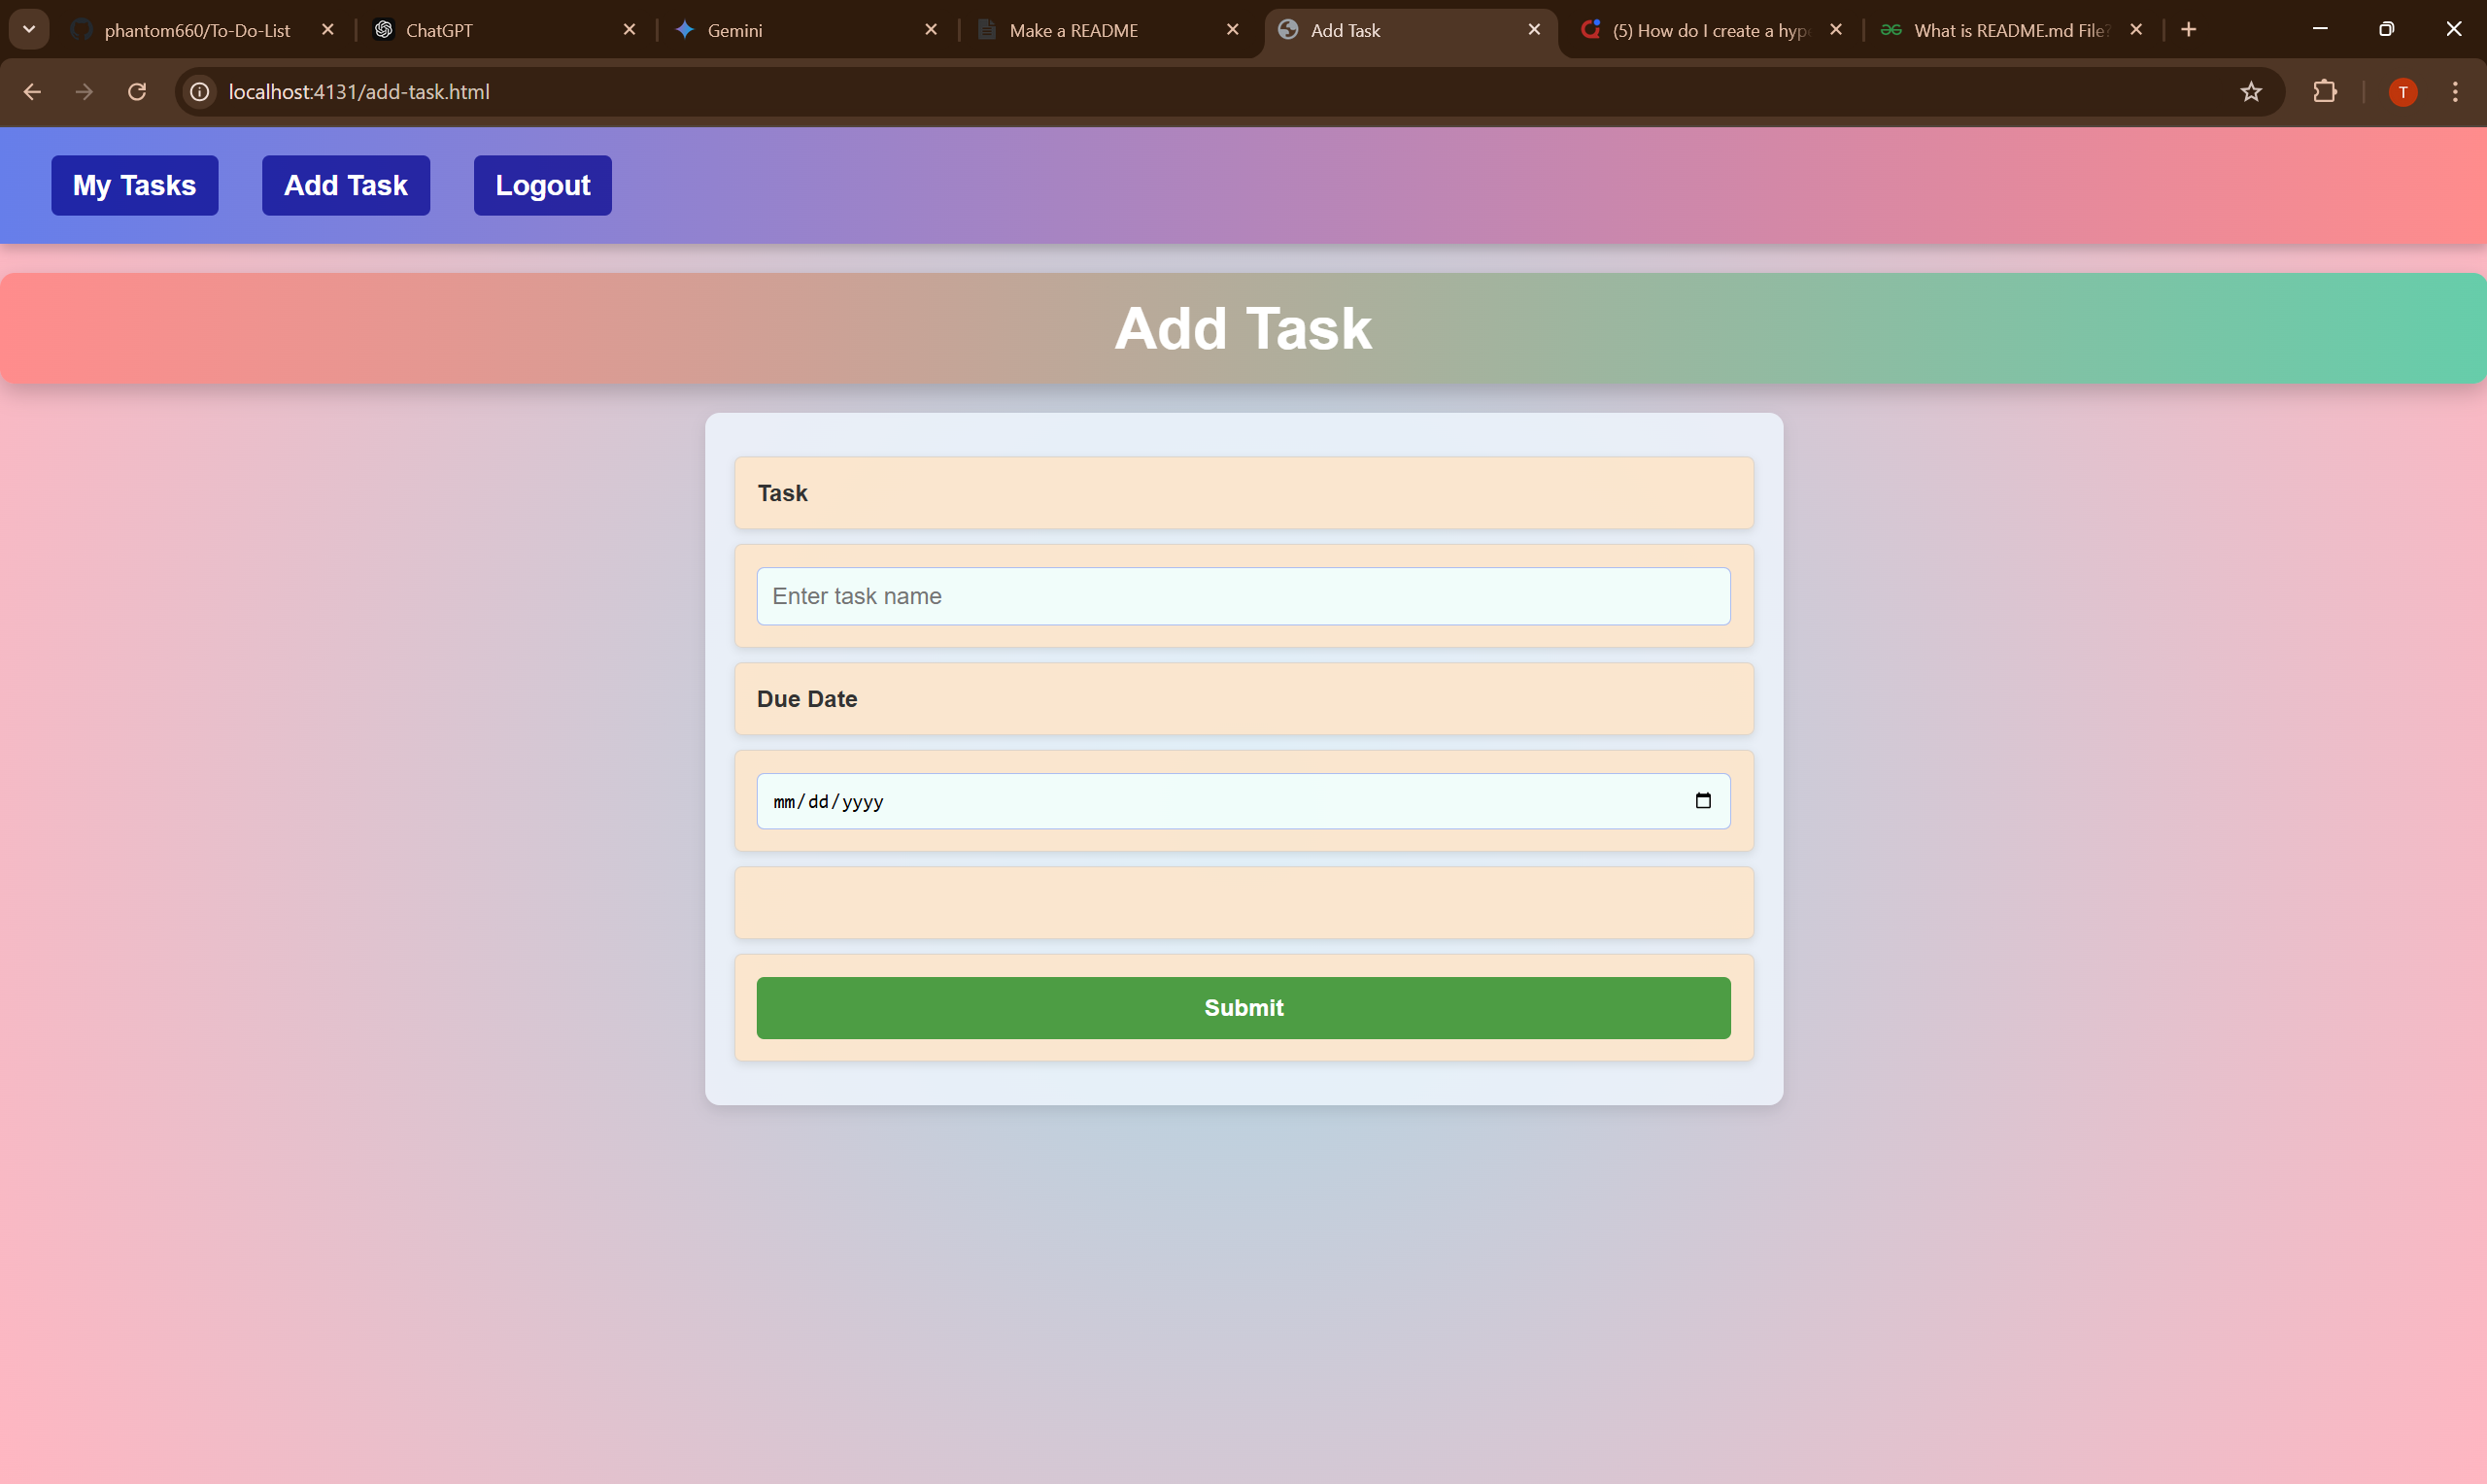 phantom660/To-Do-List
ChatGPT
Gemini
Make a README
Add Task
(5) How do I create a hyp
What is README.md File?
localhost:4131/add-task.html
T
My Tasks
Add Task
Logout
Add Task
Task
Enter task name
Due Date
mm/dd/yyyy
Submit